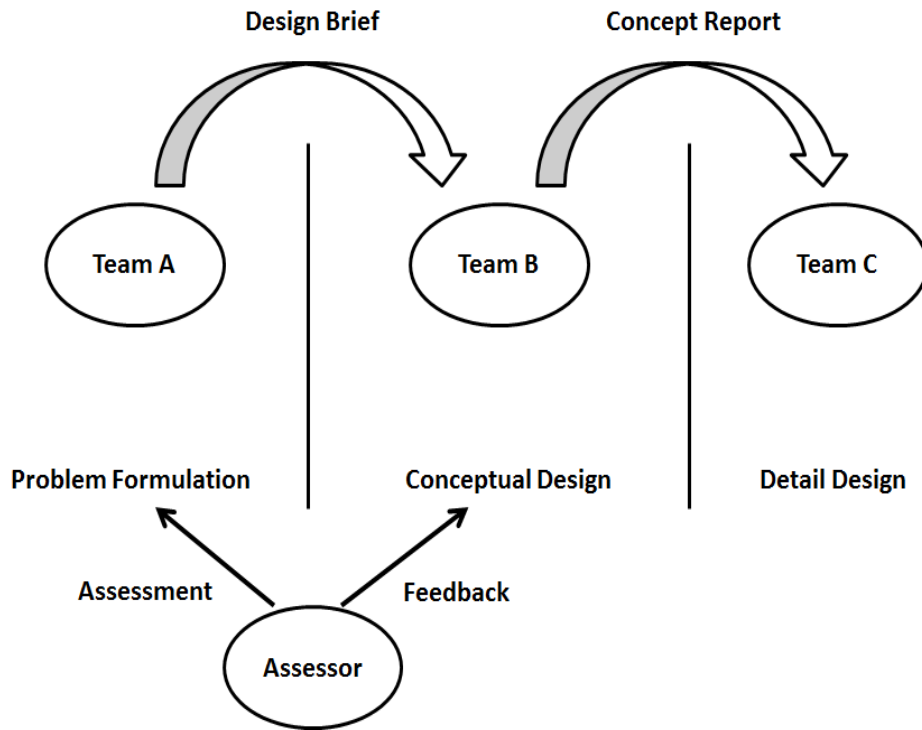 Design Brief
Concept Report
Team A
Team B
Team C
Problem Formulation
Conceptual Design
Detail Design
Assessment
Feedback
Assessor